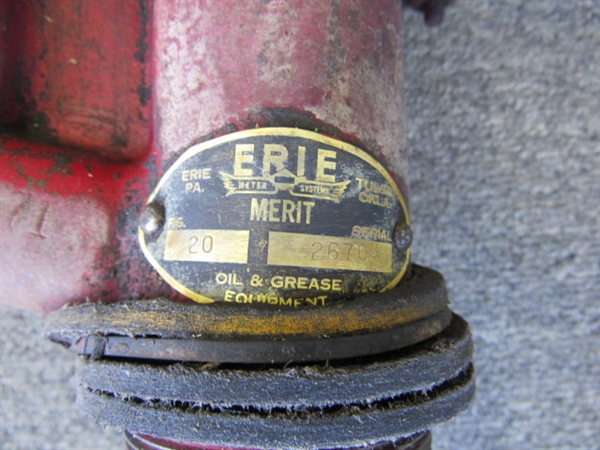 ERIE
METER SYSTEMS
ERIE PA.
TULSA OKLA.
MERIT
SERIAL
20
OIL & GREASE
EQUIPMENT